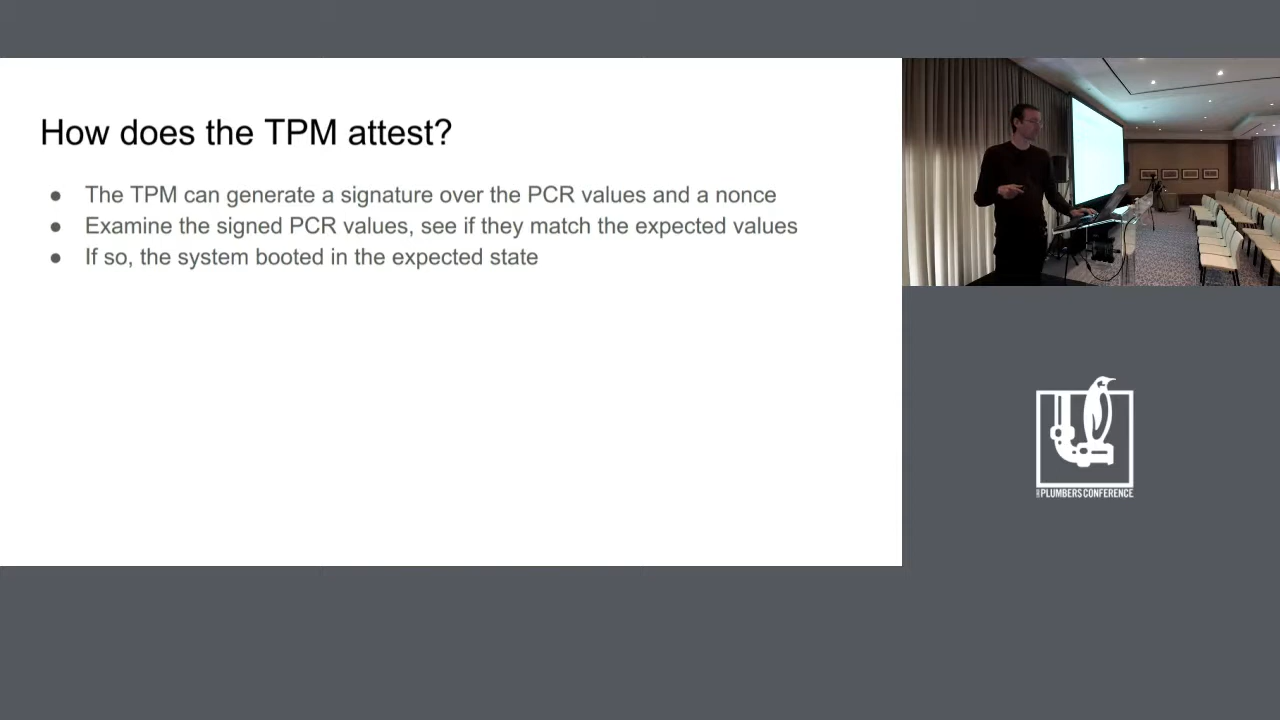 How does the TPM attest?
● The TPM can generate a signature over the PCR values and a nonce
● Examine the signed PCR values, see if they match the expected values
● If so, the system booted in the expected state
PLUMBERS CONFERENCE